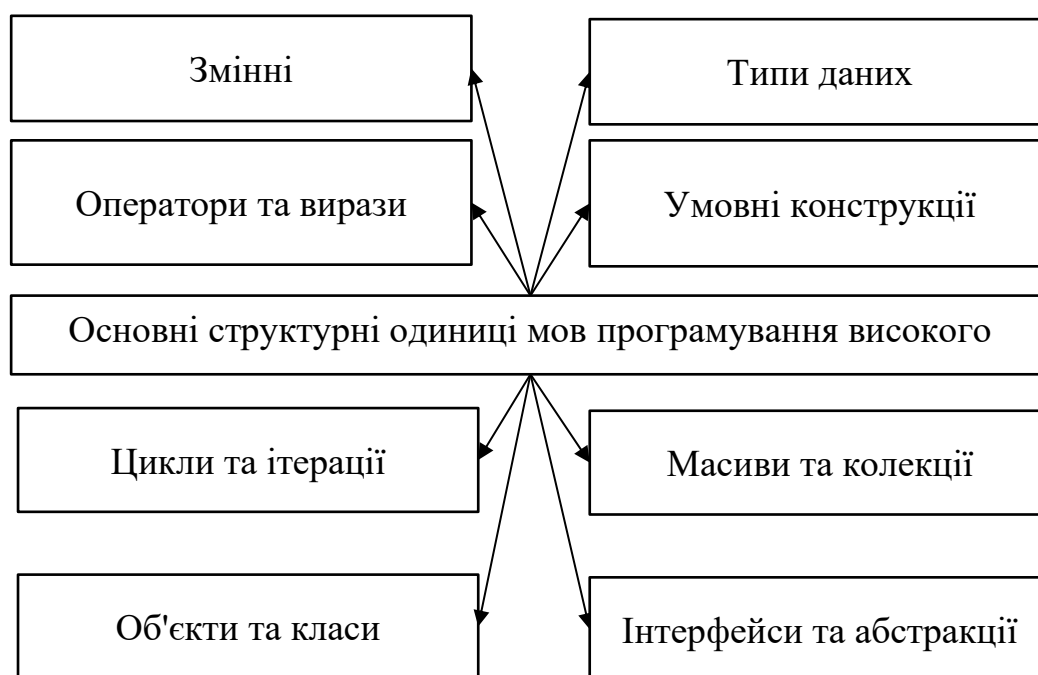 Змінні
Типи даних
Оператори та вирази
Умовні конструкції
Основні структурні одиниці мов програмування високого
Цикли та ітерації
Масиви та колекції
Об'єкти та класи
Інтерфейси та абстракції